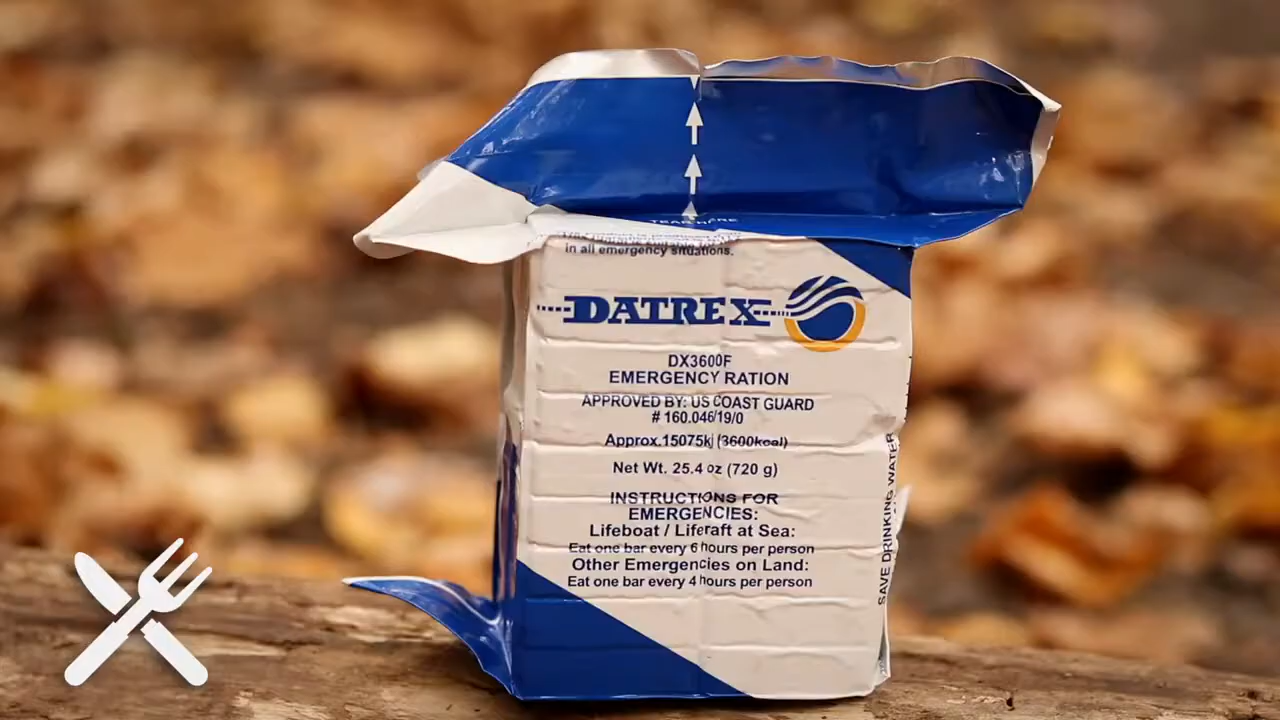 TEAR HERE
in all emergency situations.
DATREX
DX3600F
EMERGENCY RATION
APPROVED BY: US COAST GUARD
# 160.046/19/0
Approx.15075kj (3600kcal)
Net Wt. 25.4 oz (720 g)
INSTRUCTIONS FOR
EMERGENCIES:
Lifeboat / Liferaft at Sea:
Eat one bar every 6 hours per person
Other Emergencies on Land:
Eat one bar every 4 hours per person
SAVE DRINKING WATER